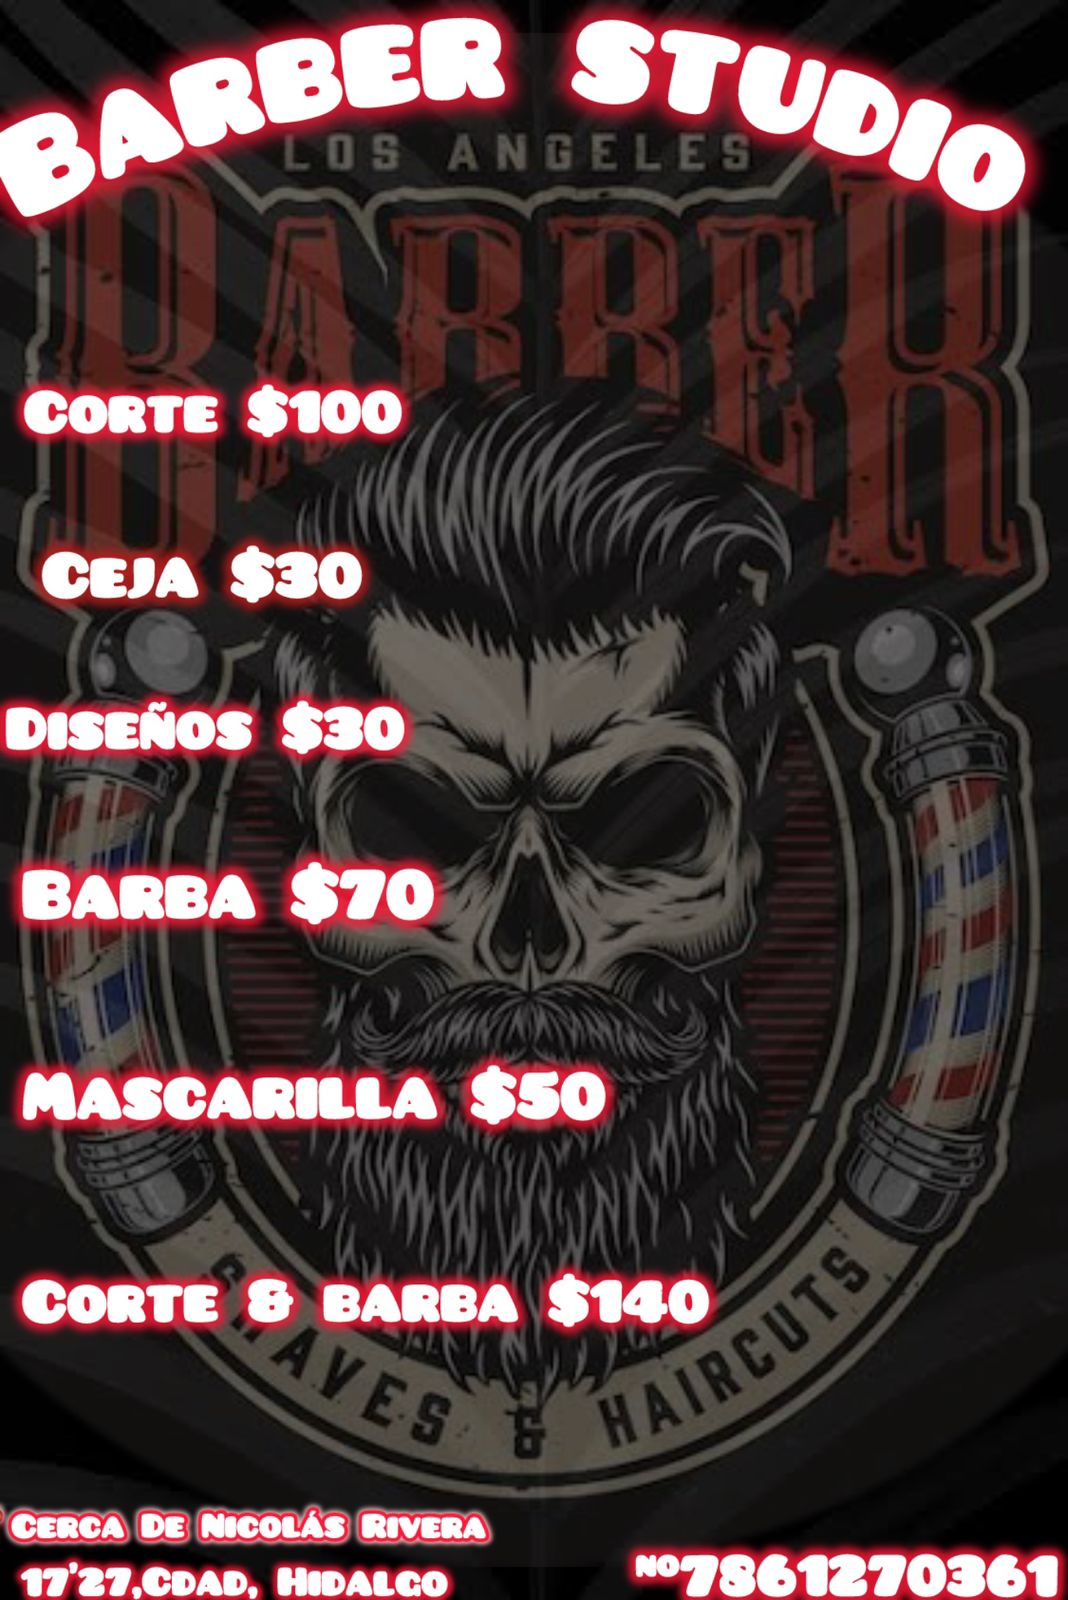 BARBER STUDIO
LOS ANGELES
BARBER
CORTE $100
CEJA $30
DISEÑOS $30
BARBA $70
MASCARILLA $50
CORTE & BARBA $140
SHAVES & HAIRCUTS
CERCA DE NICOLÁS RIVERA
17'27,CDAD, HIDALGO
NO7861270361